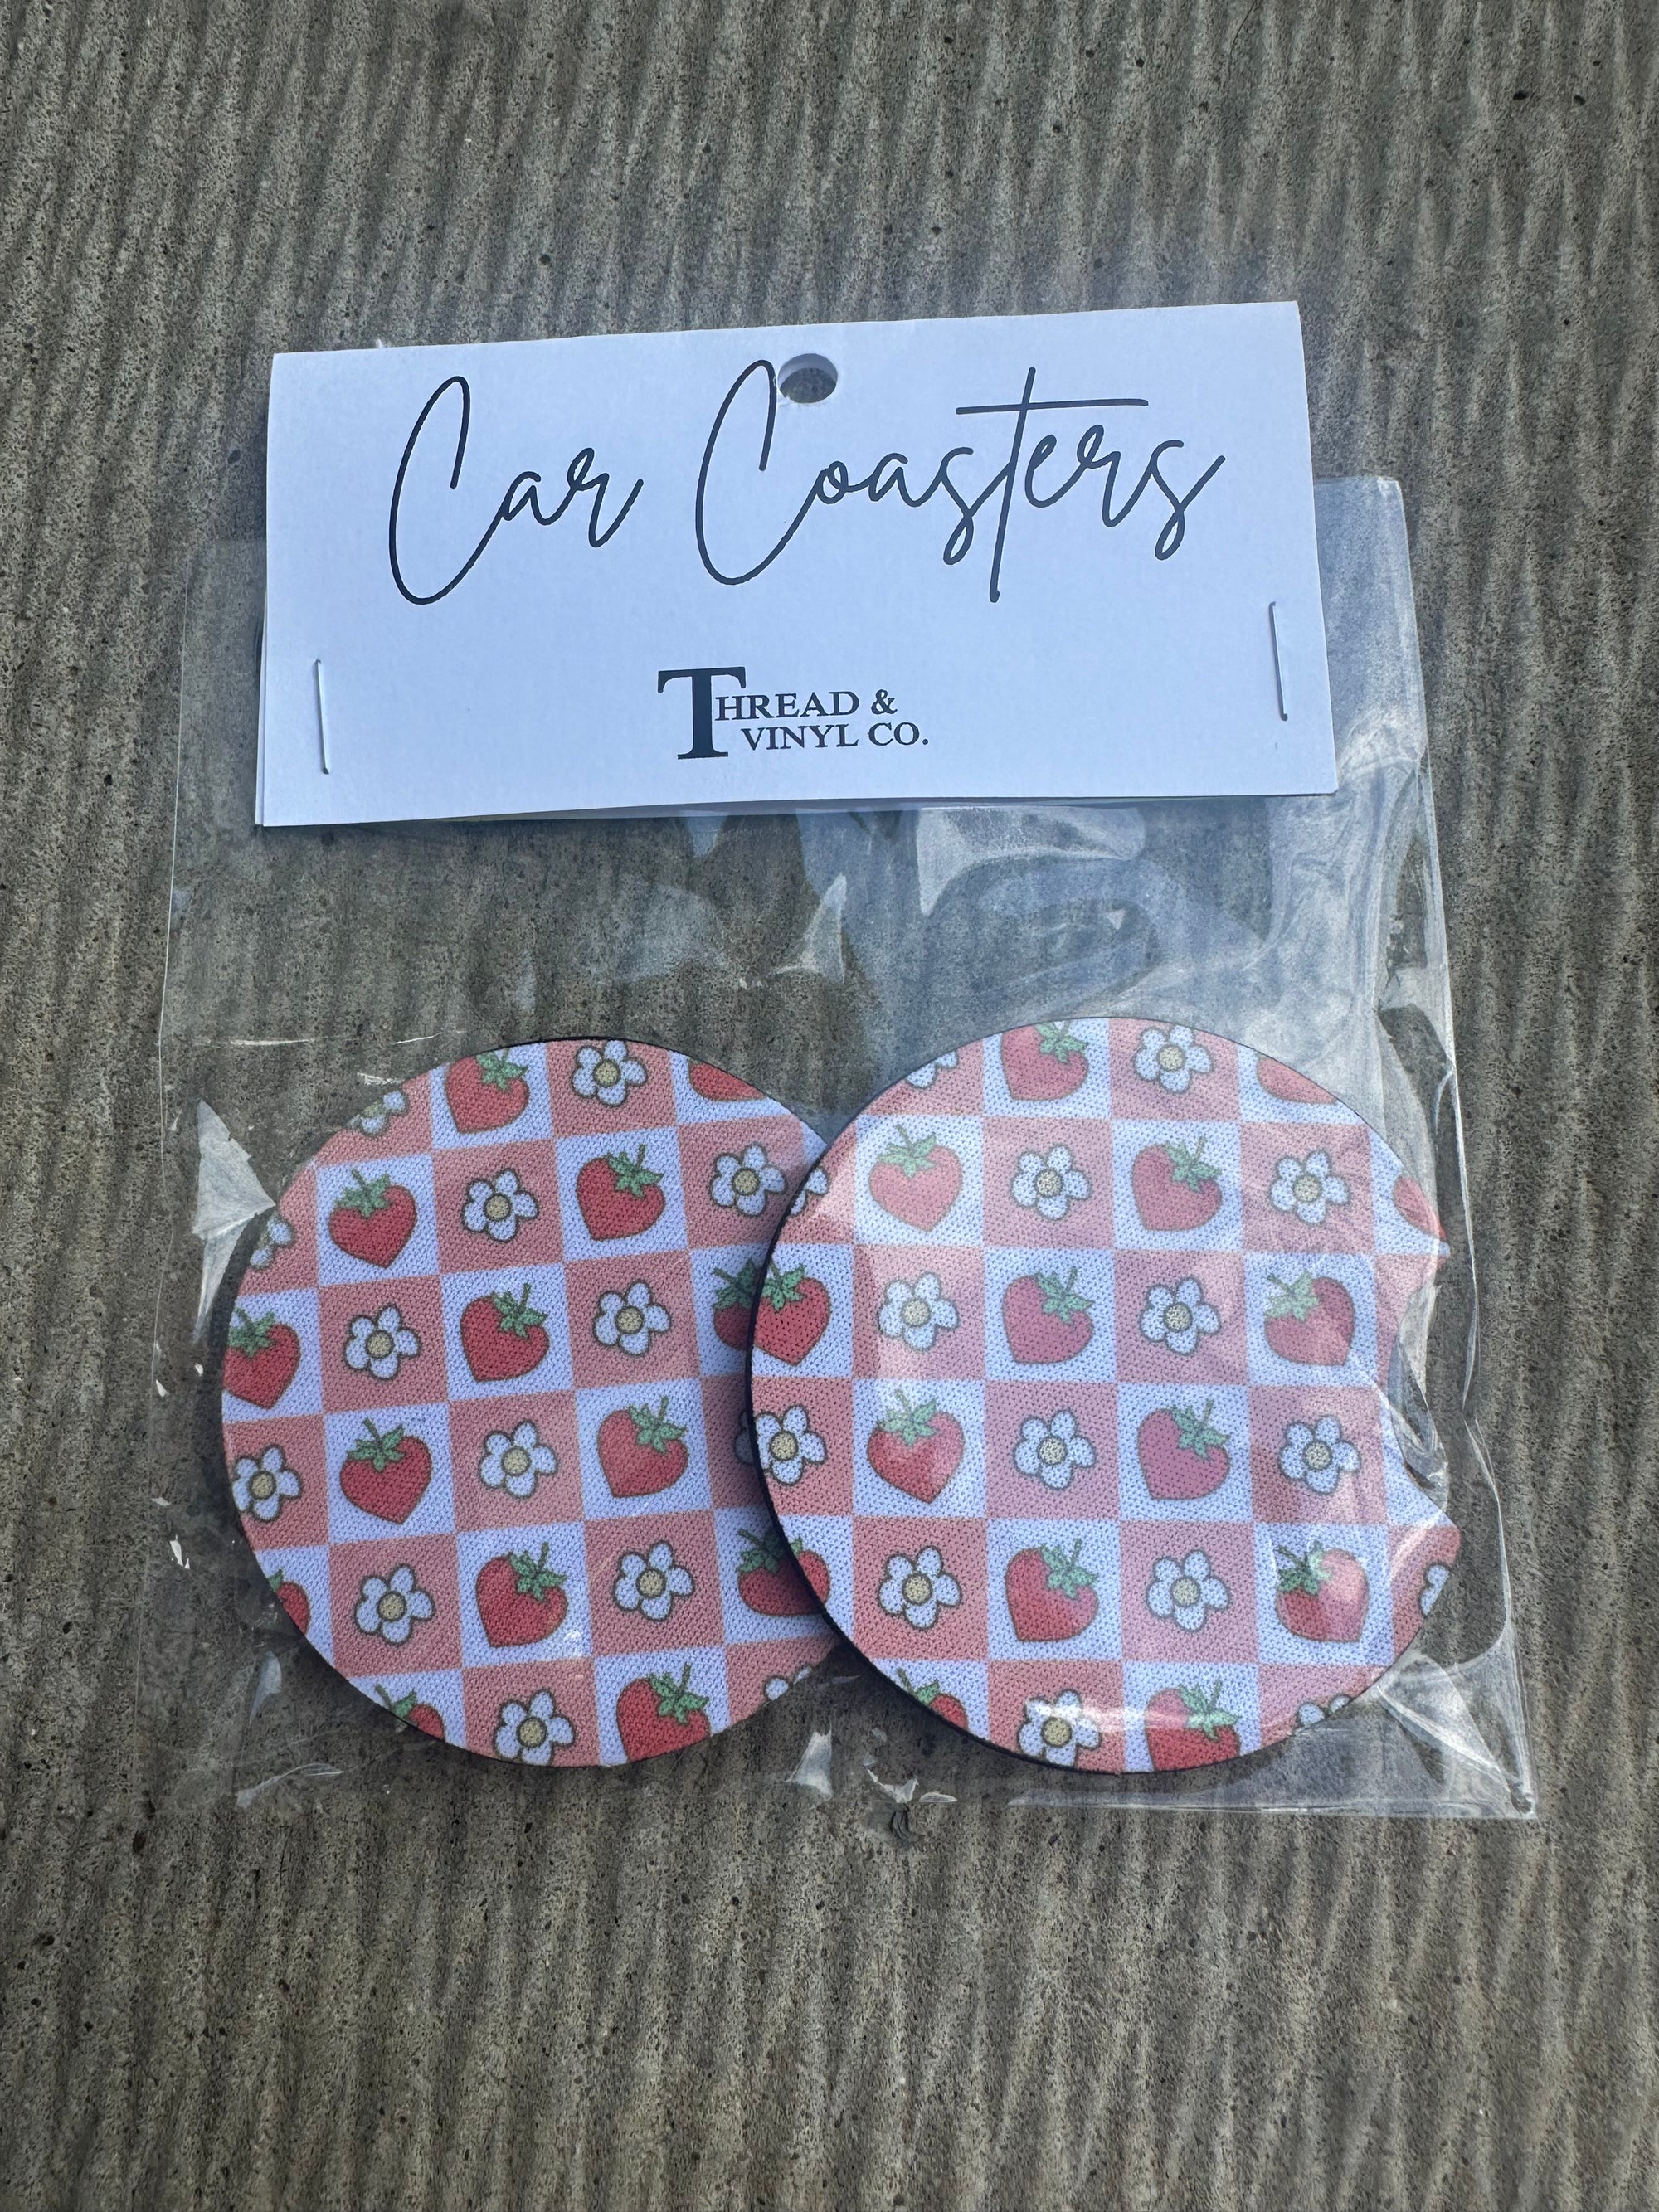 Car Coasters
THREAD &
VINYL CO.